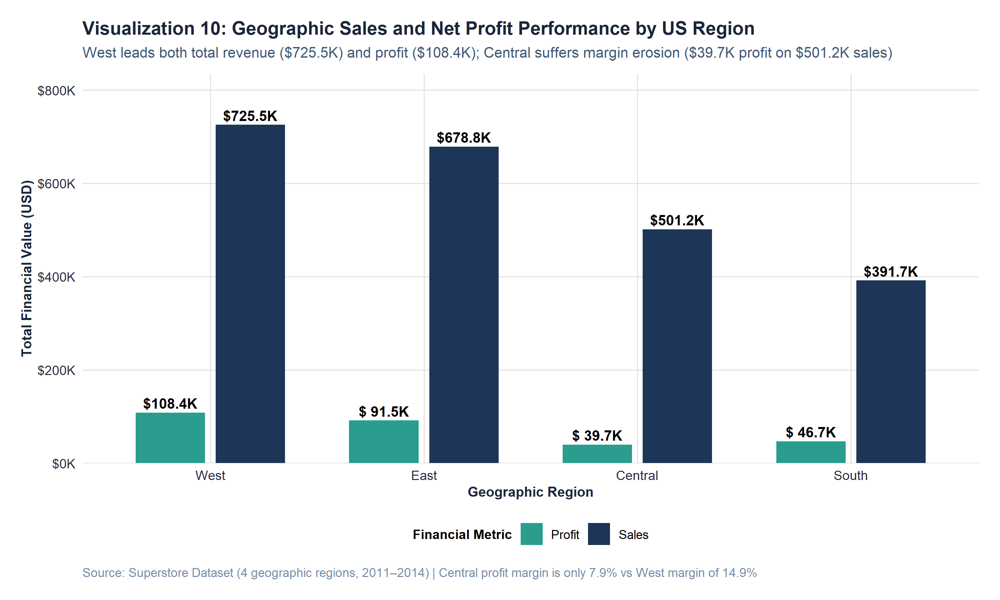 Visualization 10: Geographic Sales and Net Profit Performance by US Region
West leads both total revenue ($725.5K) and profit ($108.4K); Central suffers margin erosion ($39.7K profit on $501.2K sales)
Total Financial Value (USD)
$800K
$600K
$400K
$200K
$0K
$108.4K
$725.5K
$ 91.5K
$678.8K
$ 39.7K
$501.2K
$ 46.7K
$391.7K
West
East
Central
South
Geographic Region
Financial Metric Profit Sales
Source: Superstore Dataset (4 geographic regions, 2011–2014) | Central profit margin is only 7.9% vs West margin of 14.9%